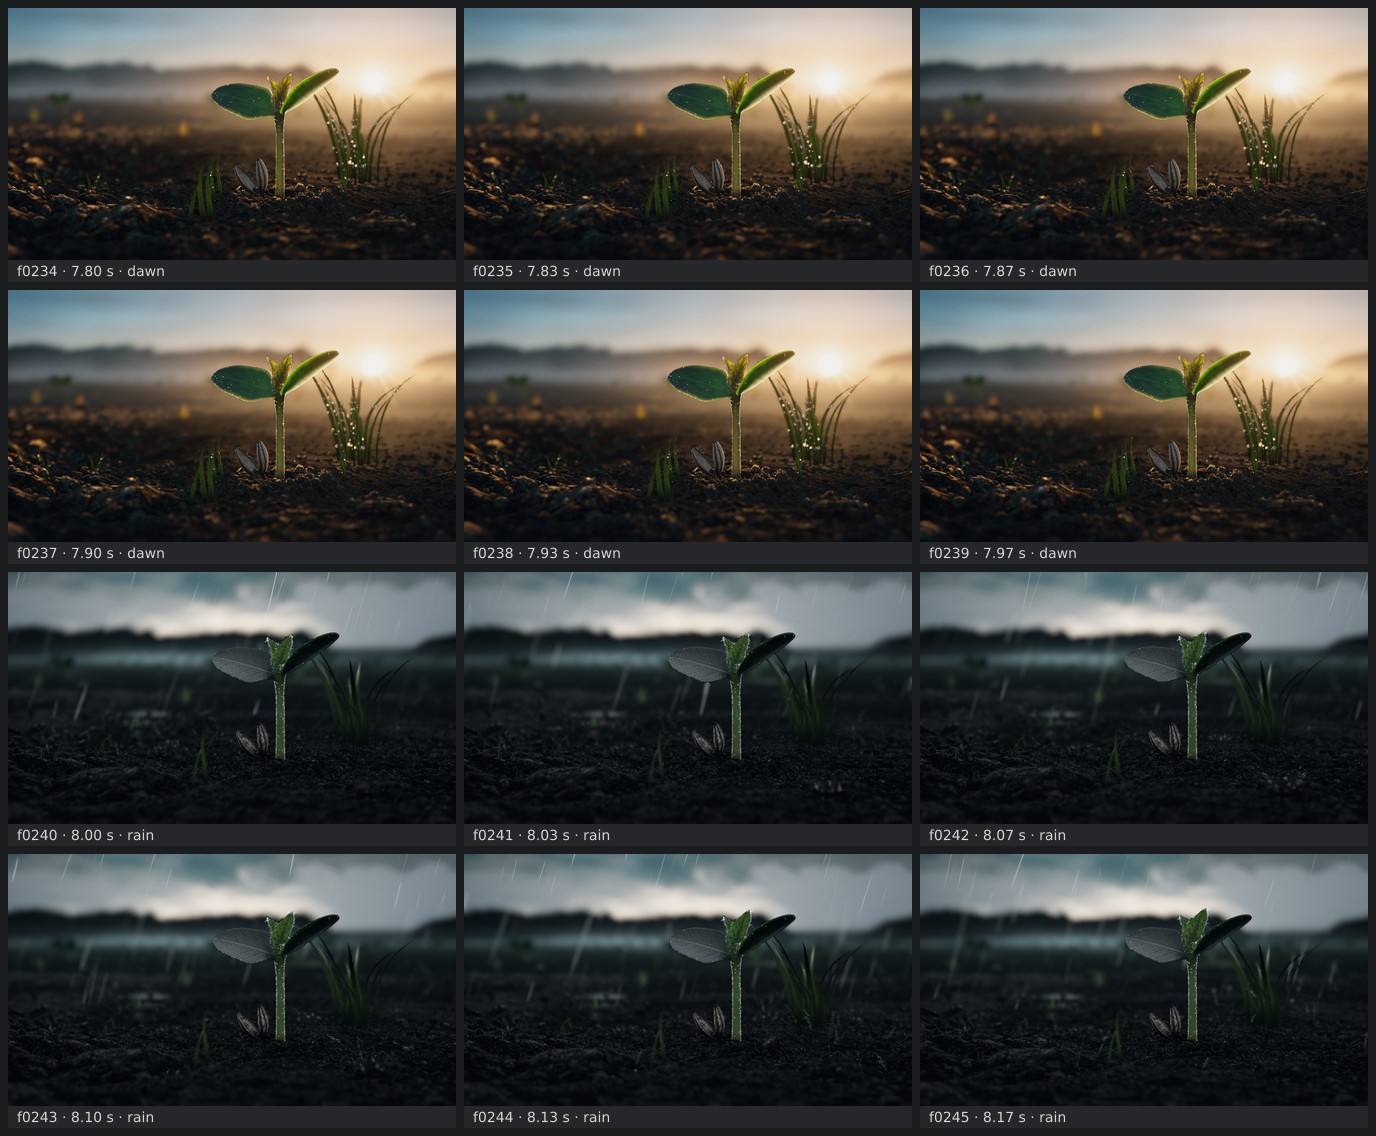 f0234 · 7.80 s · dawn
f0235 · 7.83 s · dawn
f0236 · 7.87 s · dawn
f0237 · 7.90 s · dawn
f0238 · 7.93 s · dawn
f0239 · 7.97 s · dawn
f0240 · 8.00 s · rain
f0241 · 8.03 s · rain
f0242 · 8.07 s · rain
f0243 · 8.10 s · rain
f0244 · 8.13 s · rain
f0245 · 8.17 s · rain